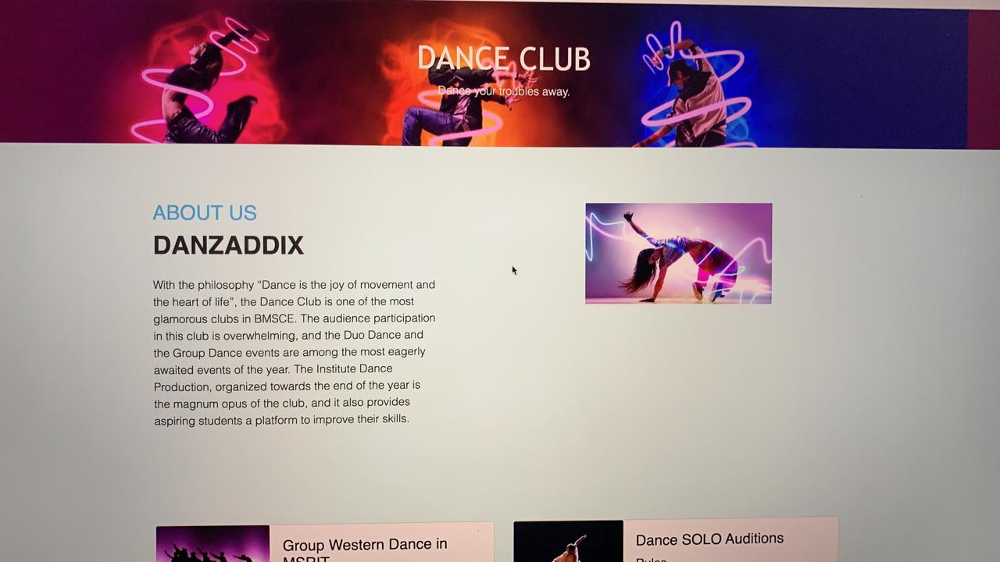 DANCE CLUB
Dance your troubles away.
ABOUT US
DANZADDIX
With the philosophy “Dance is the joy of movement and
the heart of life”, the Dance Club is one of the most
glamorous clubs in BMSCE. The audience participation
in this club is overwhelming, and the Duo Dance and
the Group Dance events are among the most eagerly
awaited events of the year. The Institute Dance
Production, organized towards the end of the year is
the magnum opus of the club, and it also provides
aspiring students a platform to improve their skills.
Group Western Dance in
MSRIT
Dance SOLO Auditions
Rules